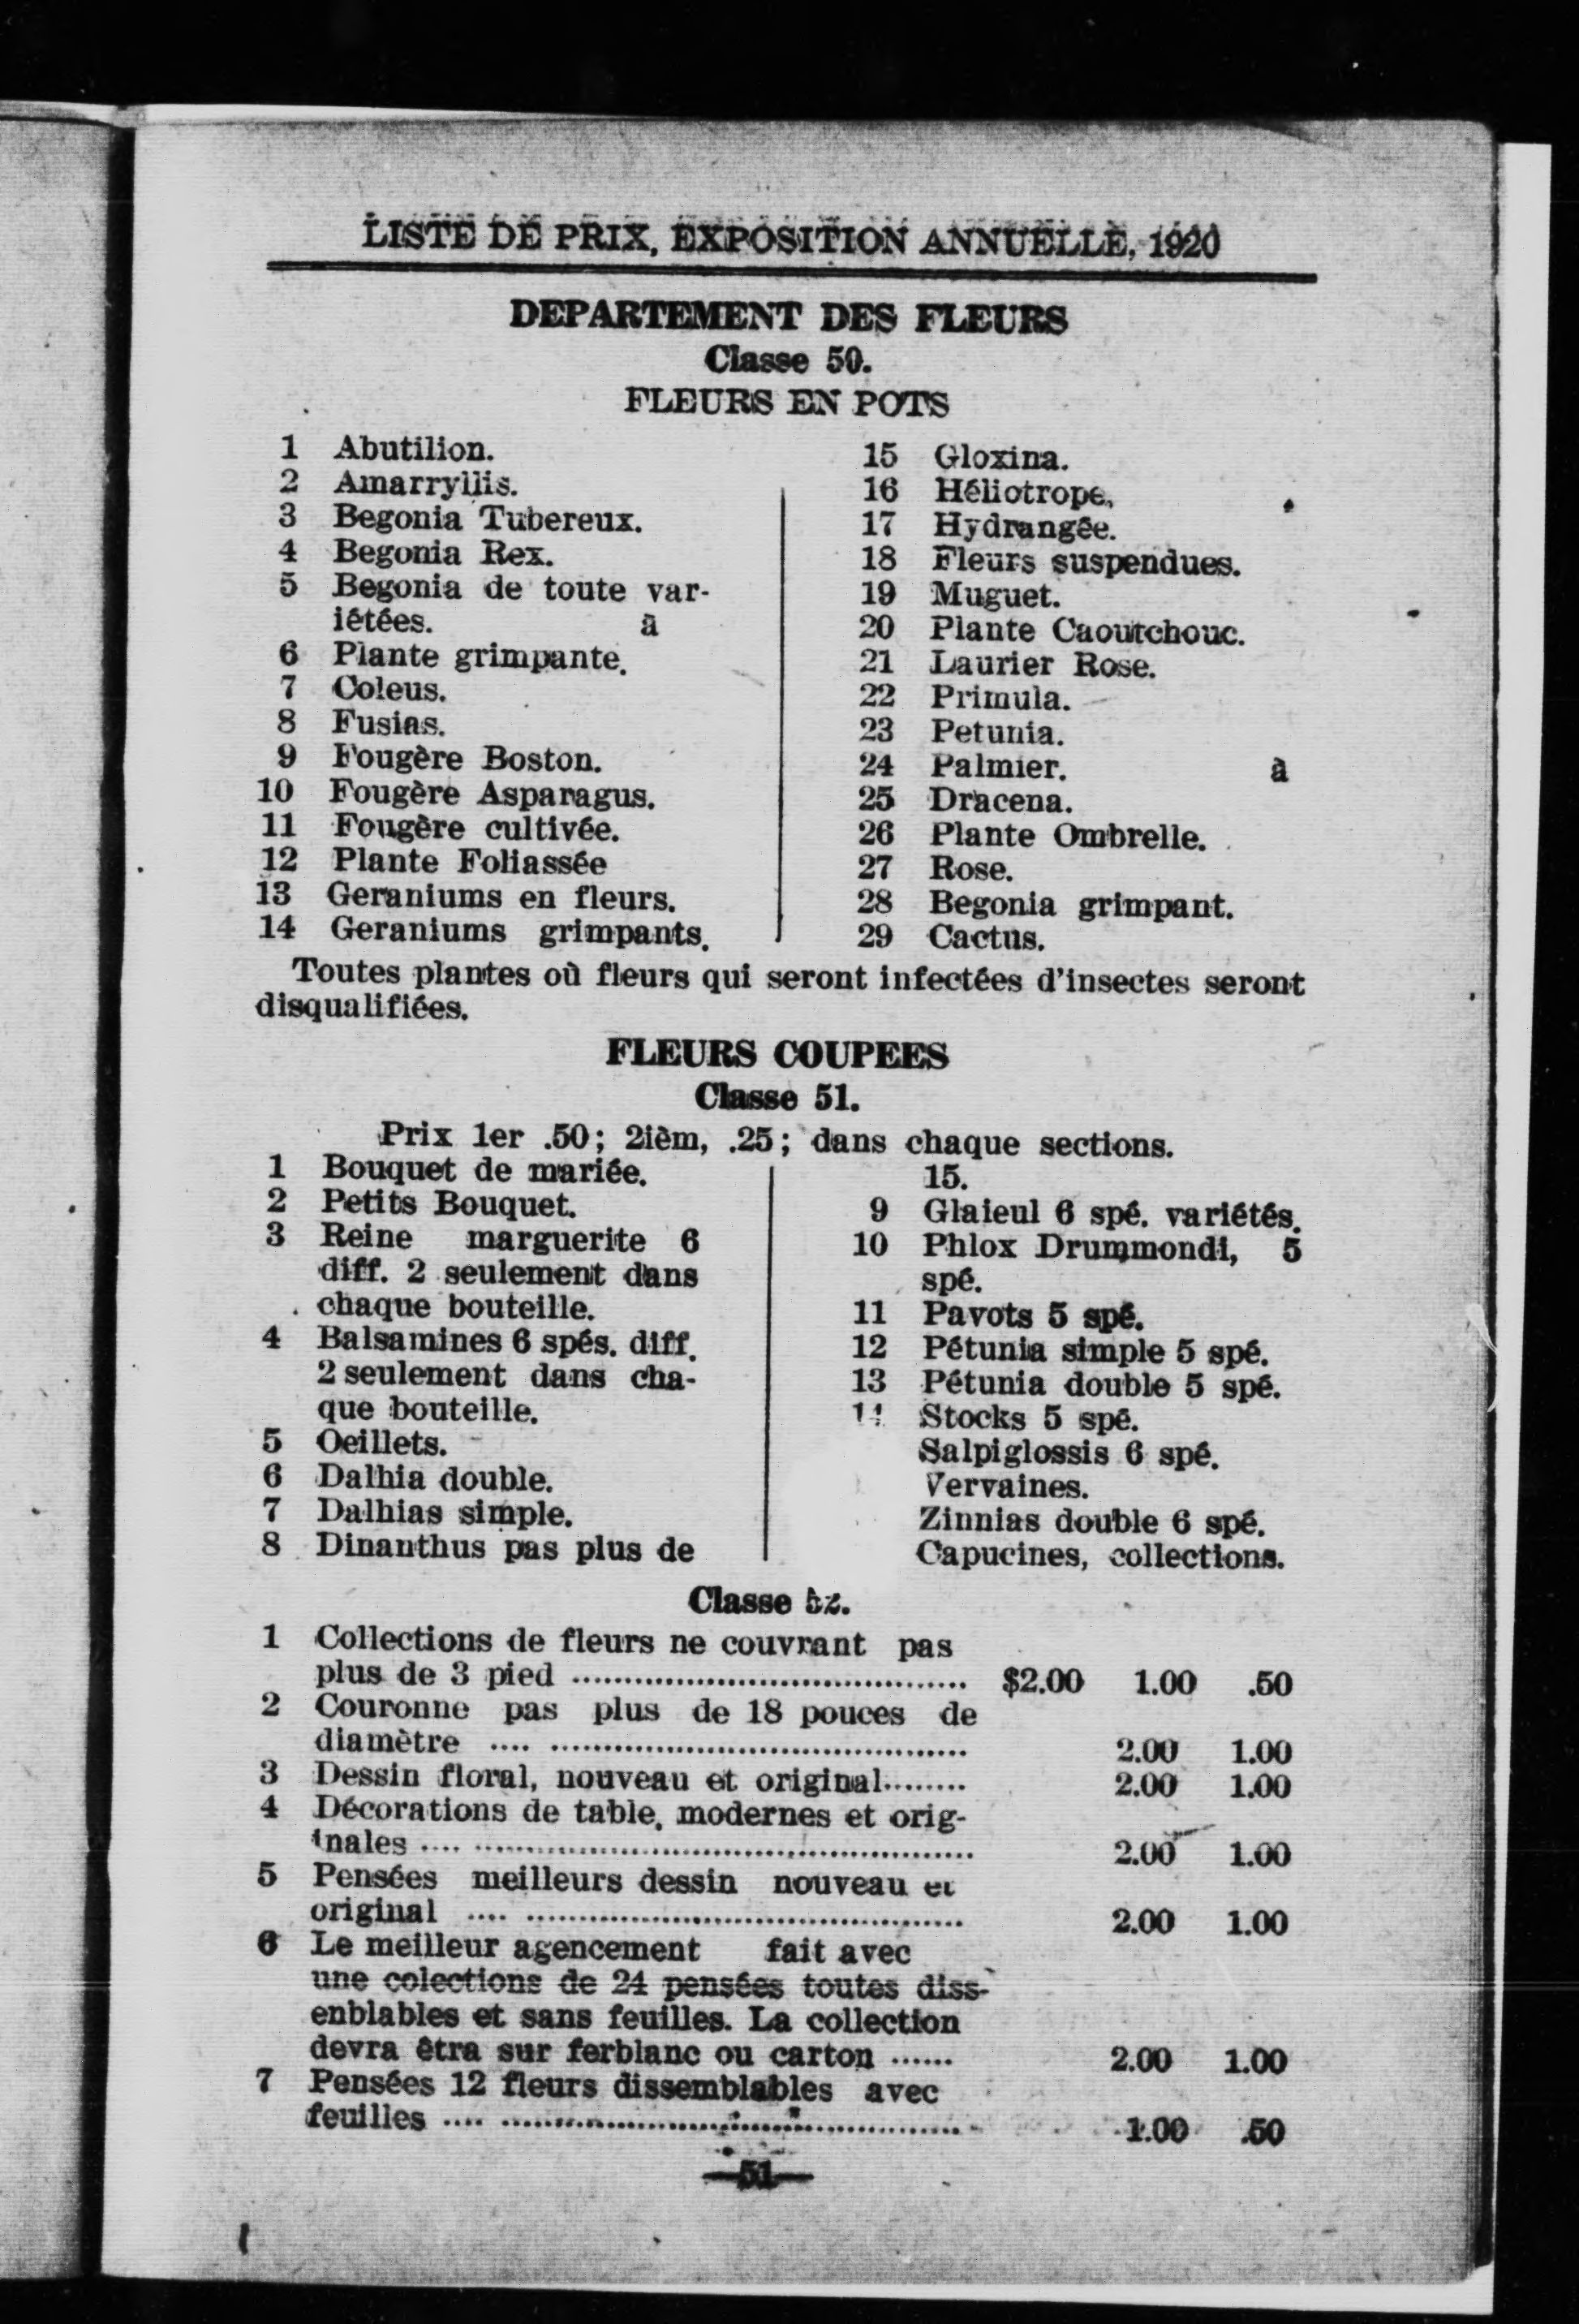 LISTE DE PRIX, EXPOSITION ANNUELLE, 1920
DEPARTEMENT DES FLEURS
Classe 50.
FLEURS EN POTS
1 Abutilion.
2 Amarryllis.
3 Begonia Tubereux.
4 Begonia Rex.
5 Begonia de toute var-
iétées. à
6 Plante grimpante.
7 Coleus.
8 Fusias.
9 Fougère Boston.
10 Fougère Asparagus.
11 Fougère cultivée.
12 Plante Foliassée
13 Geraniums en fleurs.
14 Geraniums grimpants.
15 Gloxina.
16 Héliotrope,
17 Hydrangée.
18 Fleurs suspendues.
19 Muguet.
20 Plante Caoutchouc.
21 Laurier Rose.
22 Primula.
23 Petunia.
24 Palmier. à
25 Dracena.
26 Plante Ombrelle.
27 Rose.
28 Begonia grimpant.
29 Cactus.
Toutes plantes où fleurs qui seront infectées d'insectes seront
disqualifiées.
FLEURS COUPEES
Classe 51.
Prix 1er .50; 2ièm, .25; dans chaque sections.
1 Bouquet de mariée.
2 Petits Bouquet.
3 Reine marguerite 6
diff. 2 seulement dans
chaque bouteille.
4 Balsamines 6 spés. diff.
2 seulement dans cha-
que bouteille.
5 Oeillets.
6 Dalhia double.
7 Dalhias simple.
8 Dinanthus pas plus de
15.
9 Glaieul 6 spé. variétés.
10 Phlox Drummondi, 5
spé.
11 Pavots 5 spé.
12 Pétunia simple 5 spé.
13 Pétunia double 5 spé.
14 Stocks 5 spé.
Salpiglossis 6 spé.
Vervaines.
Zinnias double 6 spé.
Capucines, collections.
Classe 52.
1 Collections de fleurs ne couvrant pas
plus de 3 pied ...................................... $2.00 1.00 .50
2 Couronne pas plus de 18 pouces de
diamètre .... ........................................ 2.00 1.00
3 Dessin floral, nouveau et original........ 2.00 1.00
4 Décorations de table, modernes et orig-
inales .... ................................................ 2.00 1.00
5 Pensées meilleurs dessin nouveau et
original .... .......................................... 2.00 1.00
6 Le meilleur agencement fait avec
une colections de 24 pensées toutes diss-
enblables et sans feuilles. La collection
devra êtra sur ferblanc ou carton ...... 2.00 1.00
7 Pensées 12 fleurs dissemblables avec
feuilles .... ............................................ 1.00 .50
—51—